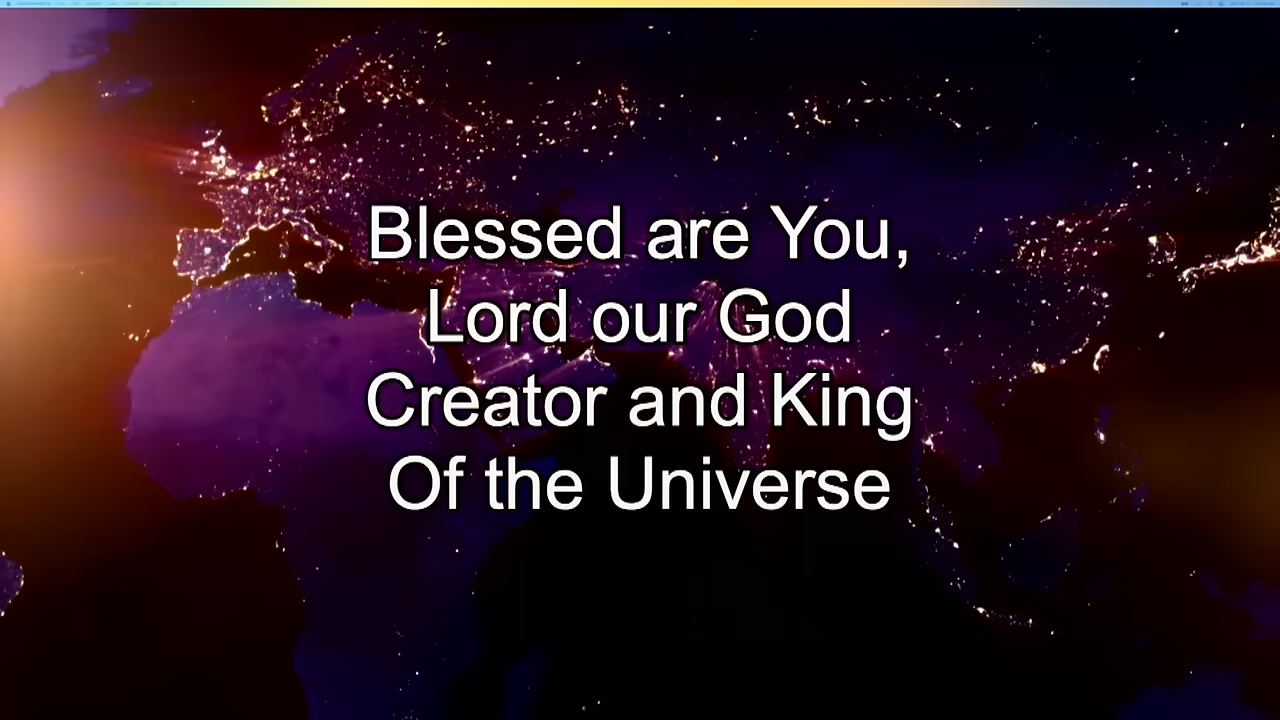 Blessed are You,
Lord our God
Creator and King
Of the Universe